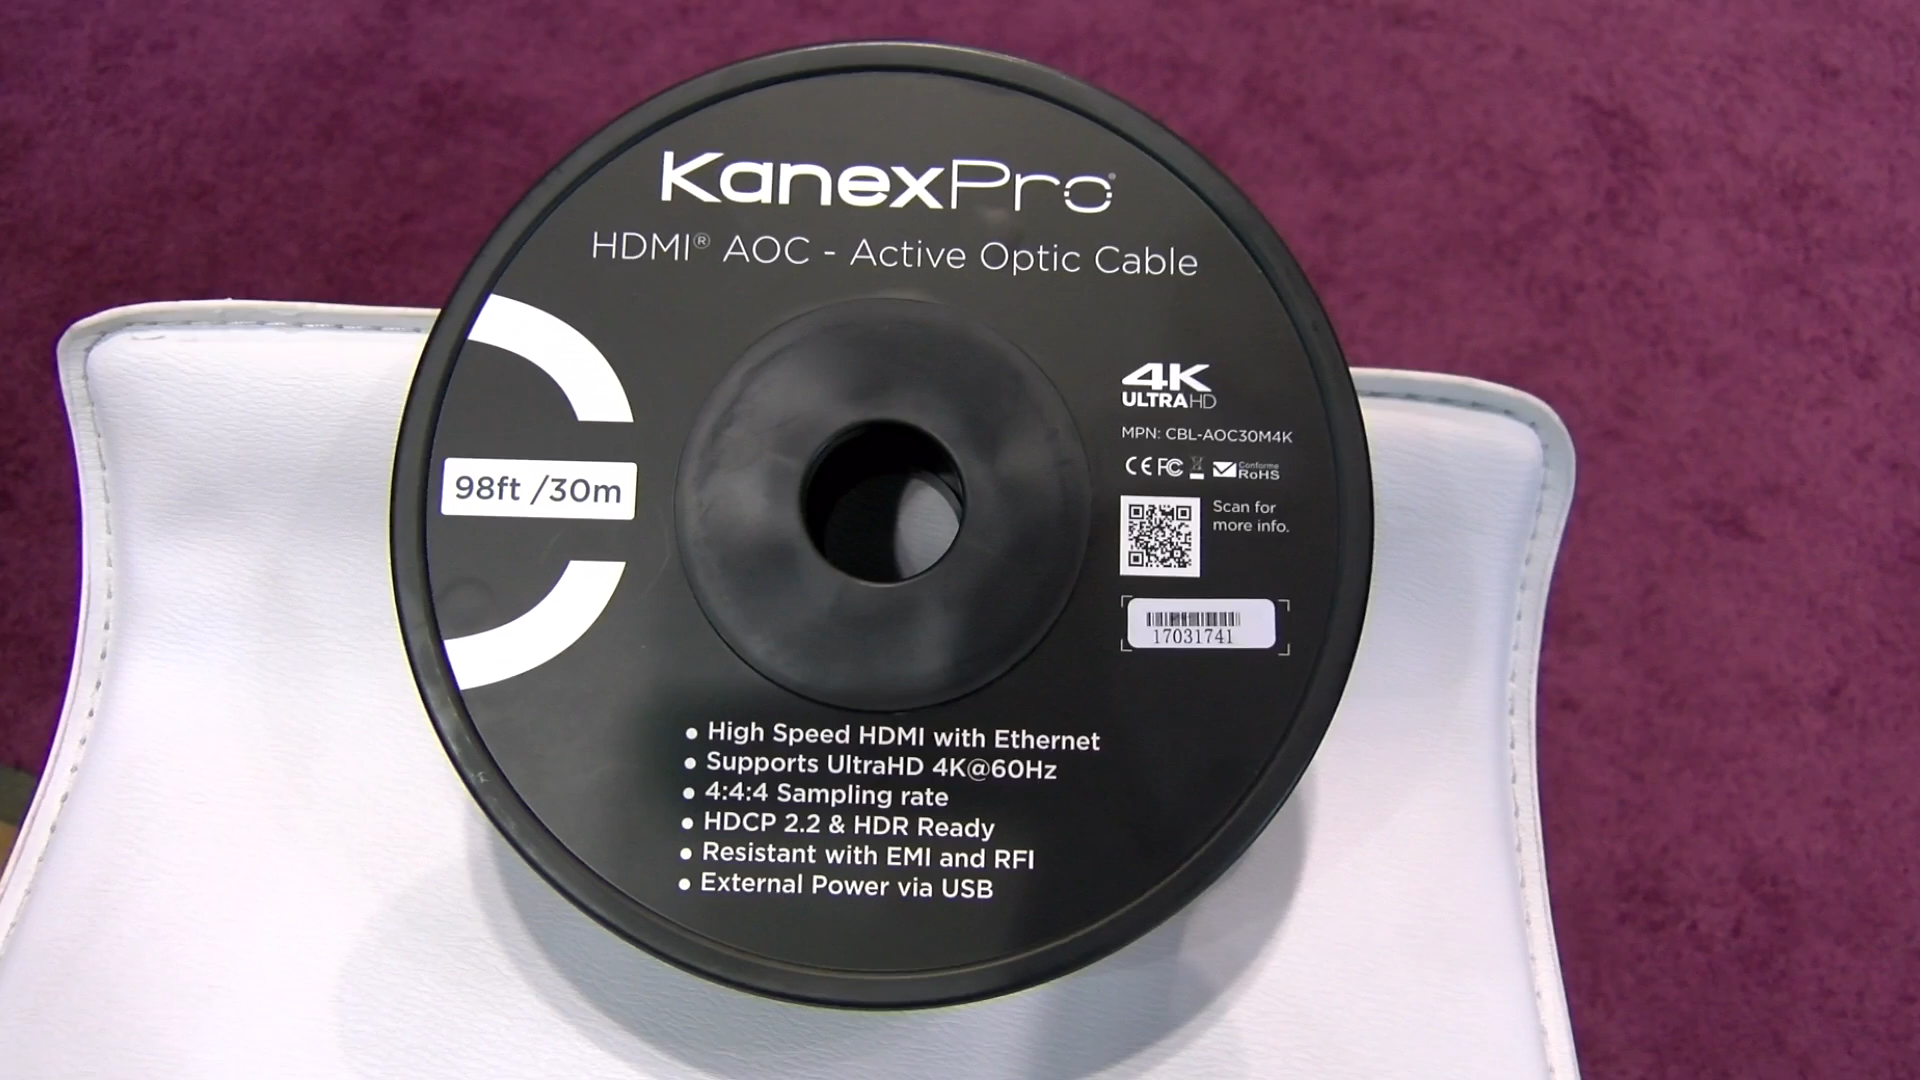 KanexPro
HDMI® AOC - Active Optic Cable
98ft /30m
4K
ULTRAHD
MPN: CBL-AOC30M4K
CE FC Conforme
RoHS
Scan for
more info.
17031741
• High Speed HDMI with Ethernet
• Supports UltraHD 4K@60Hz
• 4:4:4 Sampling rate
• HDCP 2.2 & HDR Ready
• Resistant with EMI and RFI
• External Power via USB